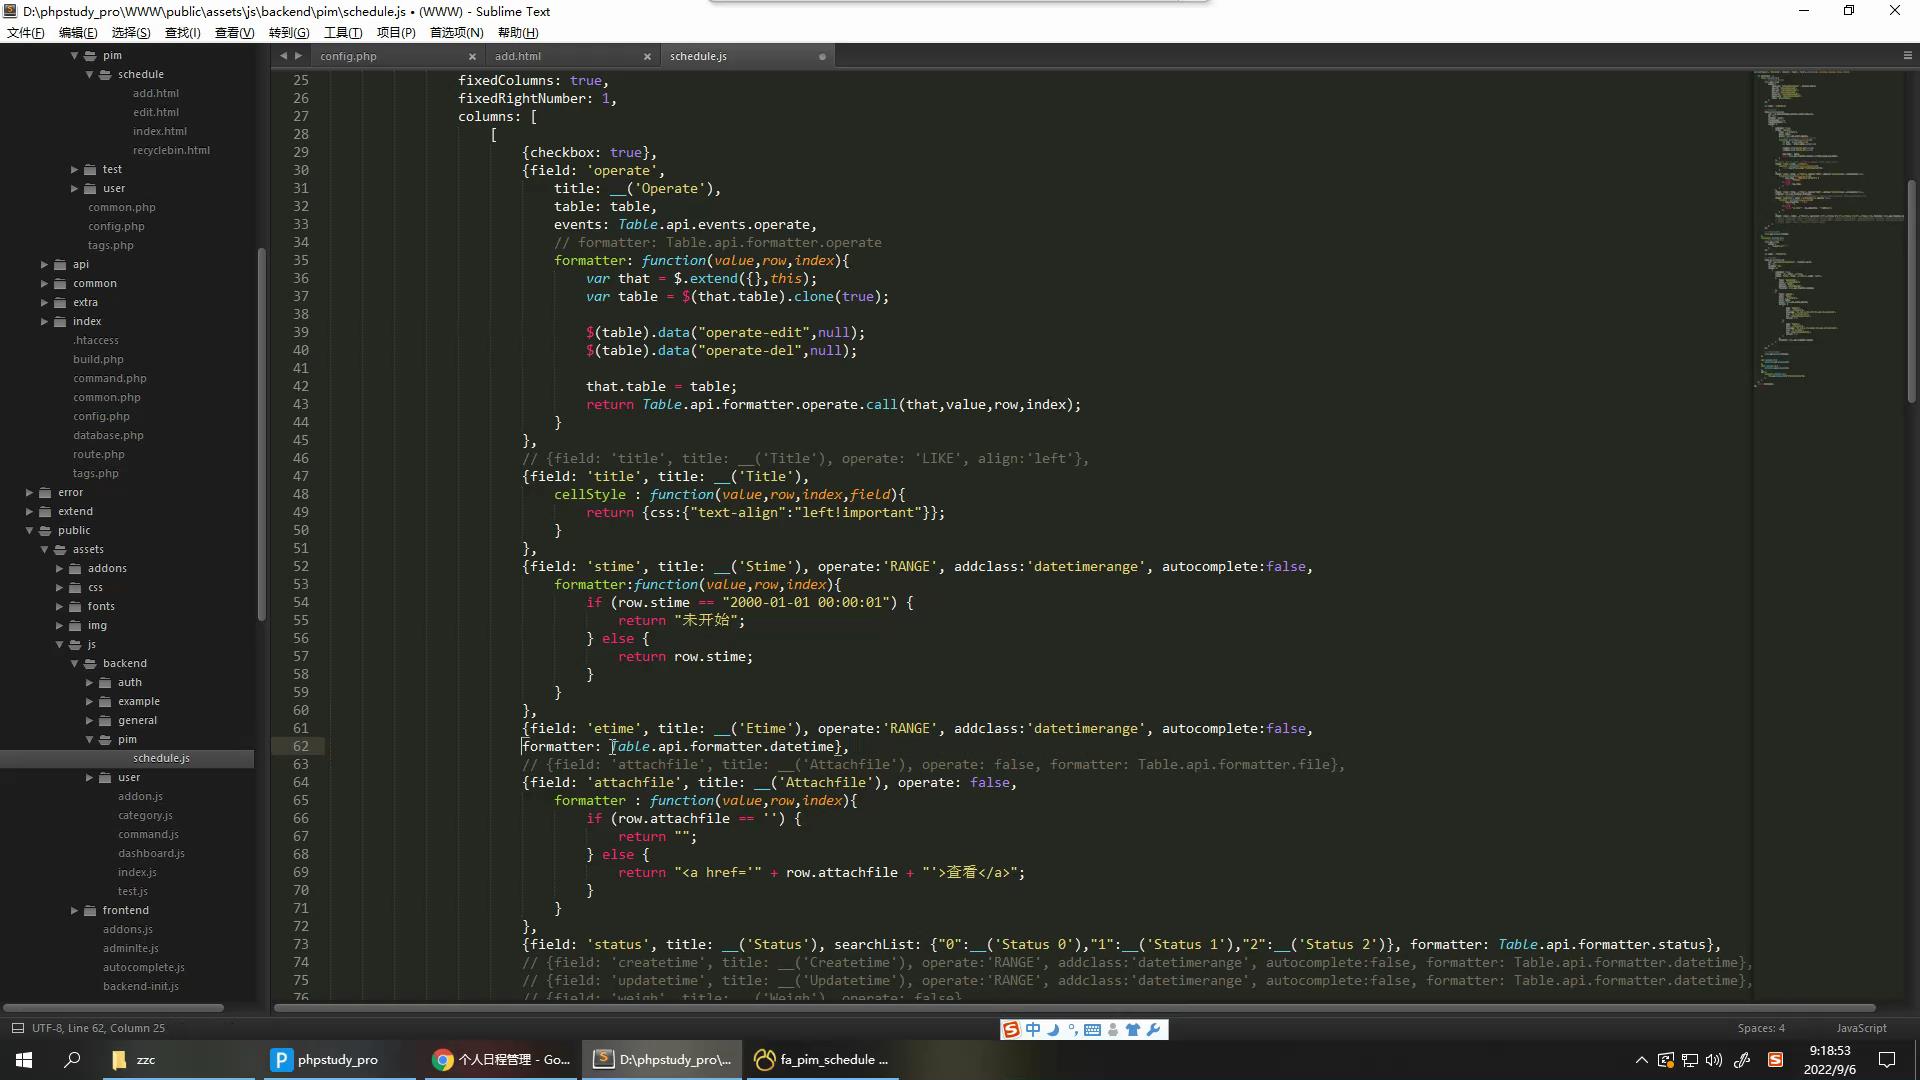 D:\phpstudy_pro\WWW\public\assets\js\backend\pim\schedule.js • (WWW) - Sublime Text
文件(F) 编辑(E) 选择(S) 查找(I) 查看(V) 转到(G) 工具(T) 项目(P) 首选项(N) 帮助(H)
config.php × add.html × schedule.js
pim
schedule
add.html
edit.html
index.html
recyclebin.html
test
user
common.php
config.php
tags.php
api
common
extra
index
.htaccess
build.php
command.php
common.php
config.php
database.php
route.php
tags.php
error
extend
public
assets
addons
css
fonts
img
js
backend
auth
example
general
pim
schedule.js
user
addon.js
category.js
command.js
dashboard.js
index.js
test.js
frontend
addons.js
adminlte.js
autocomplete.js
backend-init.js
25 fixedColumns: true,
26 fixedRightNumber: 1,
27 columns: [
28 [
29 {checkbox: true},
30 {field: 'operate',
31 title: __('Operate'),
32 table: table,
33 events: Table.api.events.operate,
34 // formatter: Table.api.formatter.operate
35 formatter: function(value,row,index){
36 var that = $.extend({},this);
37 var table = $(that.table).clone(true);
38
39 $(table).data("operate-edit",null);
40 $(table).data("operate-del",null);
41
42 that.table = table;
43 return Table.api.formatter.operate.call(that,value,row,index);
44 }
45 },
46 // {field: 'title', title: __('Title'), operate: 'LIKE', align:'left'},
47 {field: 'title', title: __('Title'),
48 cellStyle : function(value,row,index,field){
49 return {css:{"text-align":"left!important"}};
50 }
51 },
52 {field: 'stime', title: __('Stime'), operate:'RANGE', addclass:'datetimerange', autocomplete:false,
53 formatter:function(value,row,index){
54 if (row.stime == "2000-01-01 00:00:01") {
55 return "未开始";
56 } else {
57 return row.stime;
58 }
59 }
60 },
61 {field: 'etime', title: __('Etime'), operate:'RANGE', addclass:'datetimerange', autocomplete:false,
62 formatter: Table.api.formatter.datetime},
63 // {field: 'attachfile', title: __('Attachfile'), operate: false, formatter: Table.api.formatter.file},
64 {field: 'attachfile', title: __('Attachfile'), operate: false,
65 formatter : function(value,row,index){
66 if (row.attachfile == '') {
67 return "";
68 } else {
69 return "<a href='" + row.attachfile + "'>查看</a>";
70 }
71 }
72 },
73 {field: 'status', title: __('Status'), searchList: {"0":__('Status 0'),"1":__('Status 1'),"2":__('Status 2')}, formatter: Table.api.formatter.status},
74 // {field: 'createtime', title: __('Createtime'), operate:'RANGE', addclass:'datetimerange', autocomplete:false, formatter: Table.api.formatter.datetime},
75 // {field: 'updatetime', title: __('Updatetime'), operate:'RANGE', addclass:'datetimerange', autocomplete:false, formatter: Table.api.formatter.datetime},
76 // {field: 'weigh', title: __('Weigh'), operate: false}
UTF-8, Line 62, Column 25
中
Spaces: 4 JavaScript
zzc
phpstudy
个人日程管理 - Go...
D:\phpstudy_pro\...
fa_pim_schedule ...
9:18:53
2022/9/6